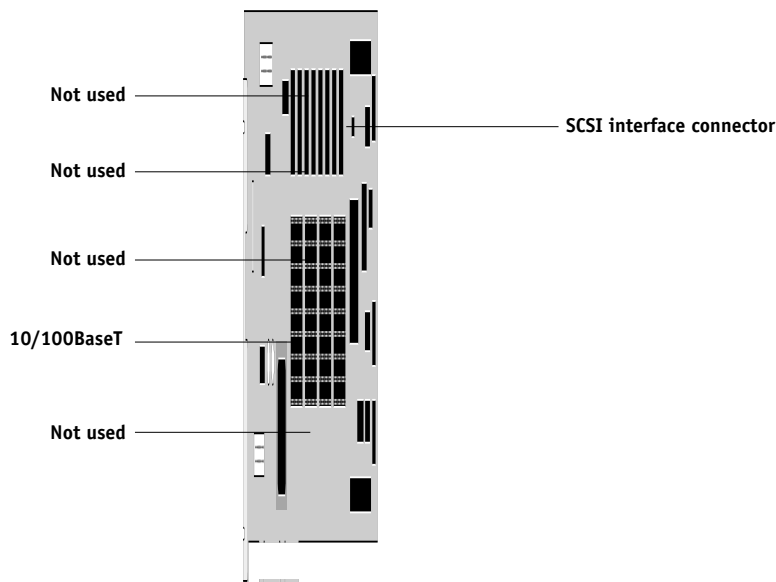 Not used
SCSI interface connector
Not used
Not used
10/100BaseT
Not used